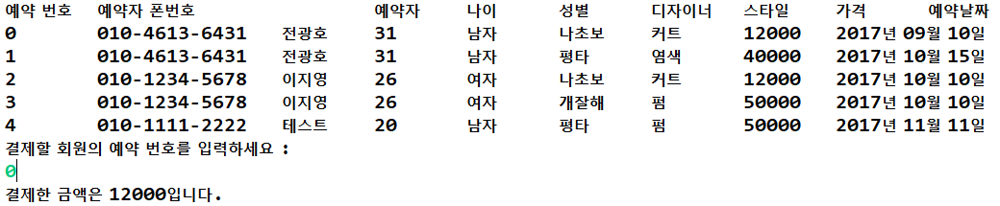 예약 번호 예약자 폰번호 예약자 나이 성별 디자이너 스타일 가격 예약날짜
0 010-4613-6431 전광호 31 남자 나초보 커트 12000 2017년 09월 10일
1 010-4613-6431 전광호 31 남자 평타 염색 40000 2017년 10월 15일
2 010-1234-5678 이지영 26 여자 나초보 커트 12000 2017년 10월 10일
3 010-1234-5678 이지영 26 여자 개잘해 펌 50000 2017년 10월 10일
4 010-1111-2222 테스트 20 남자 평타 펌 50000 2017년 11월 11일
결제할 회원의 예약 번호를 입력하세요 :
0
결제한 금액은 12000입니다.